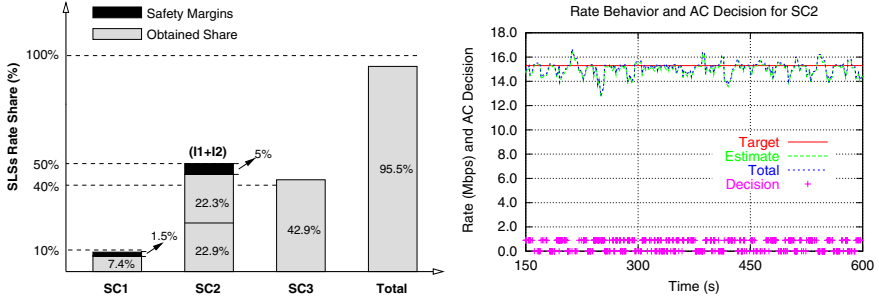 Safety Margins
Obtained Share
SLSs Rate Share (%)
100%
50%
40%
10%
(I1+I2)
5%
1.5%
7.4%
22.3%
22.9%
42.9%
95.5%
SC1
SC2
SC3
Total
Rate Behavior and AC Decision for SC2
Rate (Mbps) and AC Decision
18.0
16.0
14.0
12.0
10.0
8.0
6.0
4.0
2.0
0.0
Target
Estimate
Total
Decision
150
300
450
600
Time (s)